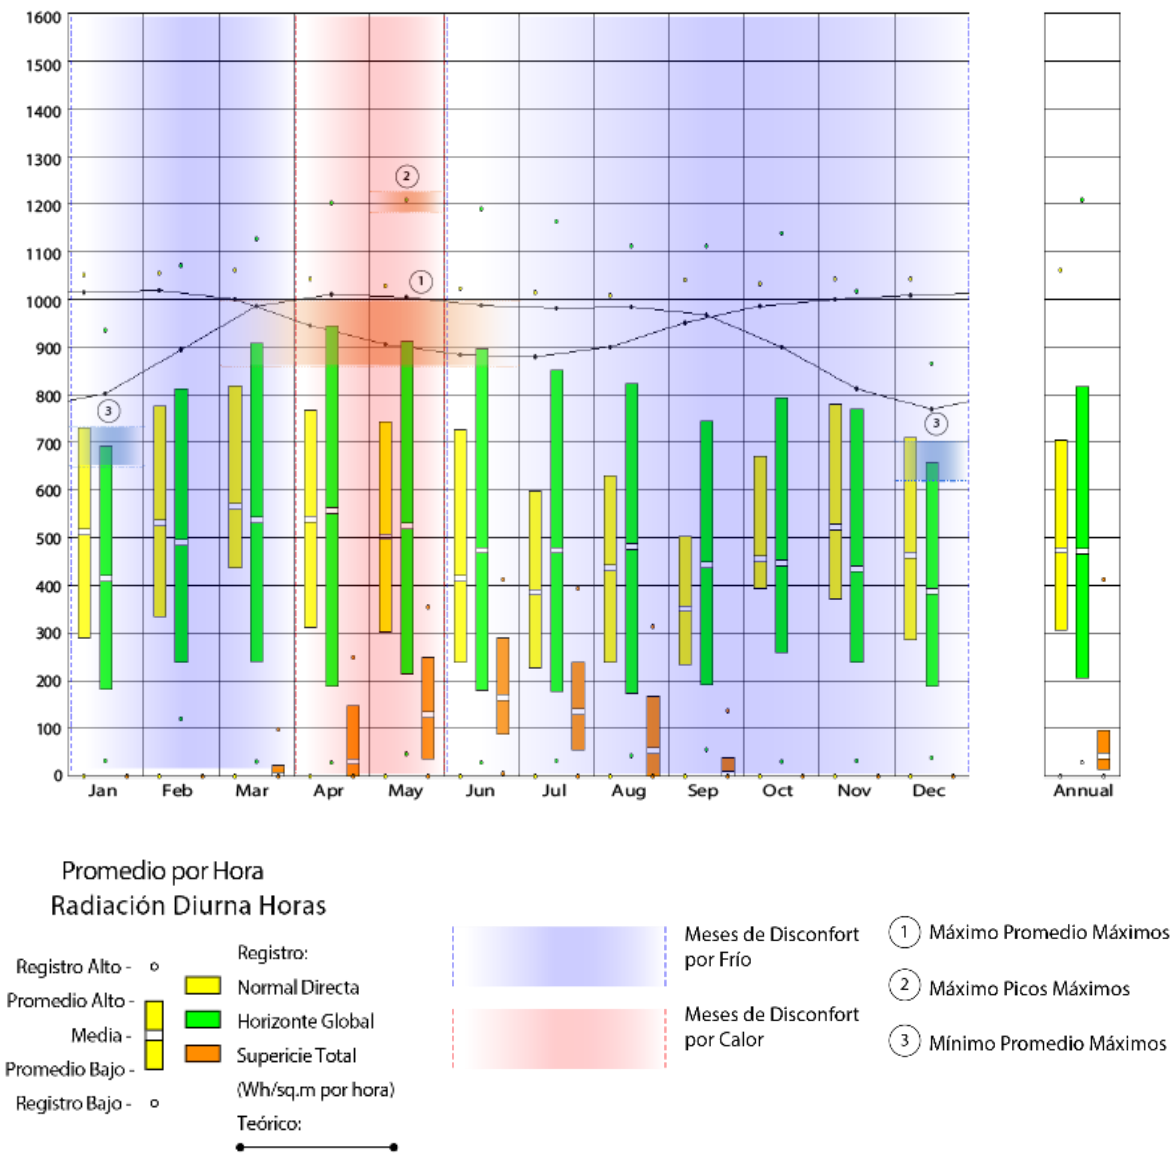 1600
1500
1400
1300
1200
1100
1000
900
800
700
600
500
400
300
200
100
0
2
1
3
3
Jan Feb Mar Apr May Jun Jul Aug Sep Oct Nov Dec Annual
Promedio por Hora
Radiación Diurna Horas
Registro:
Registro Alto -
Promedio Alto -
Media -
Promedio Bajo -
Registro Bajo -
Normal Directa
Horizonte Global
Supericie Total
(Wh/sq.m por hora)
Teórico:
Meses de Disconfort
por Frío
Meses de Disconfort
por Calor
1 Máximo Promedio Máximos
2 Máximo Picos Máximos
3 Mínimo Promedio Máximos